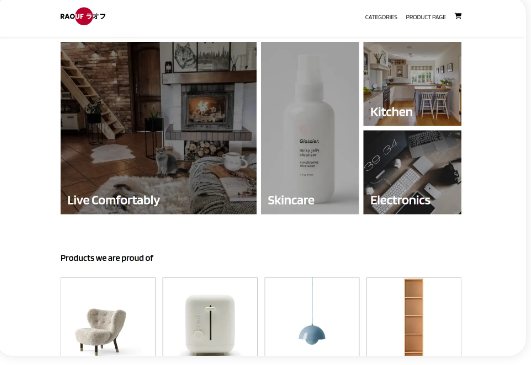 RAOUF ラオフ
CATEGORIES PRODUCT PAGE
Live Comfortably
Skincare
Kitchen
Electronics
Products we are proud of